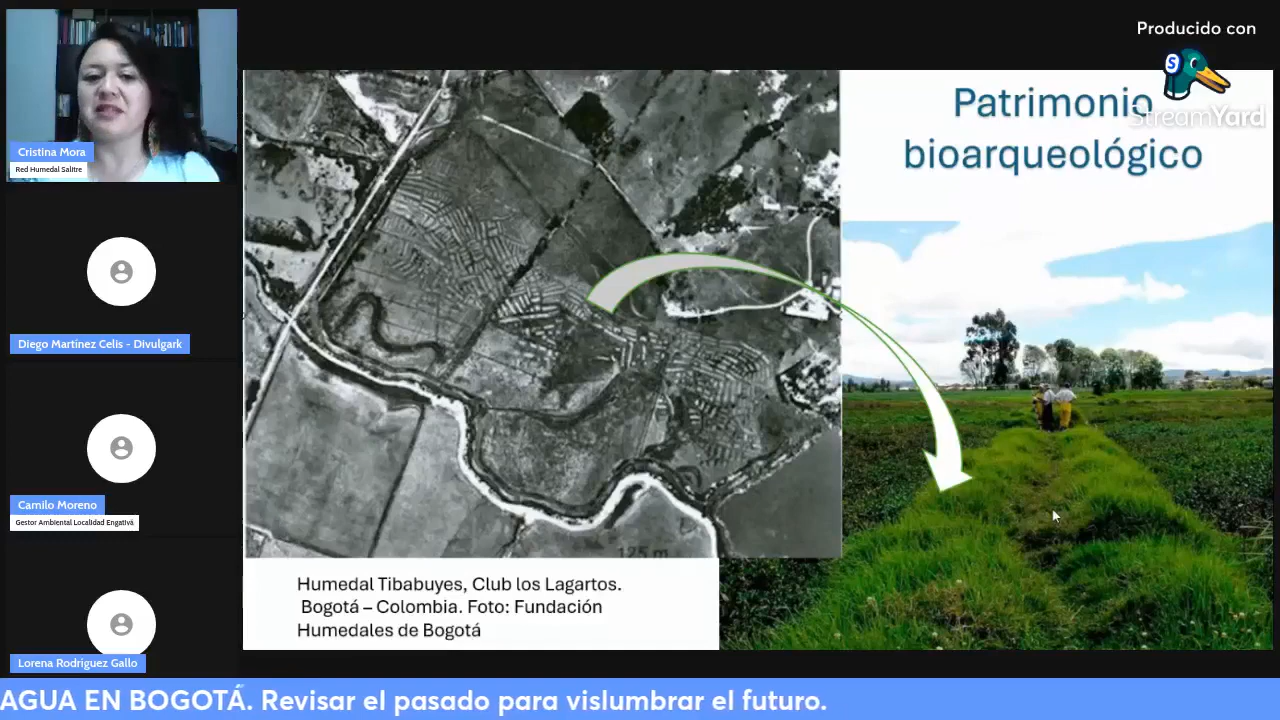 Producido con
StreamYard
Patrimonio
bioarqueológico
Cristina Mora
Red Humedal Salitre
Diego Martínez Celis - Divulgark
Camilo Moreno
Gestor Ambiental Localidad Engativá
Lorena Rodriguez Gallo
125 m
Humedal Tibabuyes, Club los Lagartos.
Bogotá – Colombia. Foto: Fundación
Humedales de Bogotá
AGUA EN BOGOTÁ. Revisar el pasado para vislumbrar el futuro.